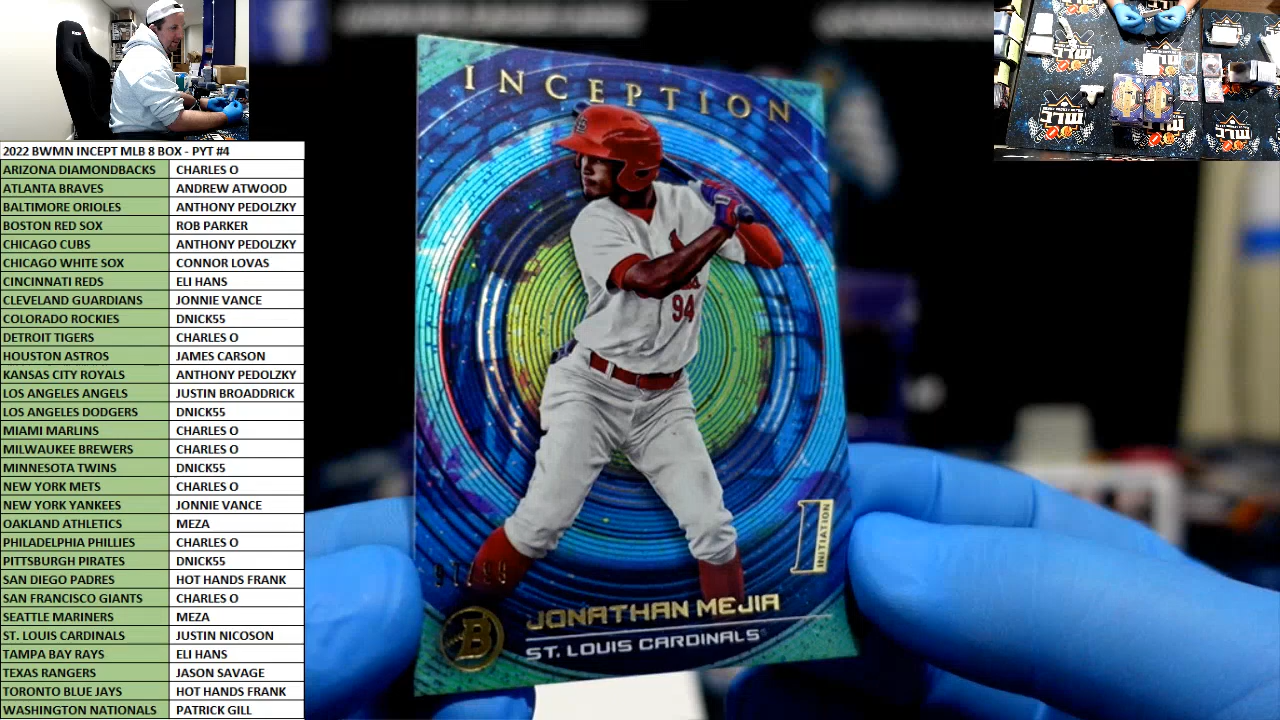 2022 BWMN INCEPT MLB 8 BOX - PYT #4
ARIZONA DIAMONDBACKS CHARLES O
ATLANTA BRAVES ANDREW ATWOOD
BALTIMORE ORIOLES ANTHONY PEDOLZKY
BOSTON RED SOX ROB PARKER
CHICAGO CUBS ANTHONY PEDOLZKY
CHICAGO WHITE SOX CONNOR LOVAS
CINCINNATI REDS ELI HANS
CLEVELAND GUARDIANS JONNIE VANCE
COLORADO ROCKIES DNICK55
DETROIT TIGERS CHARLES O
HOUSTON ASTROS JAMES CARSON
KANSAS CITY ROYALS ANTHONY PEDOLZKY
LOS ANGELES ANGELS JUSTIN BROADDRICK
LOS ANGELES DODGERS DNICK55
MIAMI MARLINS CHARLES O
MILWAUKEE BREWERS CHARLES O
MINNESOTA TWINS DNICK55
NEW YORK METS CHARLES O
NEW YORK YANKEES JONNIE VANCE
OAKLAND ATHLETICS MEZA
PHILADELPHIA PHILLIES CHARLES O
PITTSBURGH PIRATES DNICK55
SAN DIEGO PADRES HOT HANDS FRANK
SAN FRANCISCO GIANTS CHARLES O
SEATTLE MARINERS MEZA
ST. LOUIS CARDINALS JUSTIN NICOSON
TAMPA BAY RAYS ELI HANS
TEXAS RANGERS JASON SAVAGE
TORONTO BLUE JAYS HOT HANDS FRANK
WASHINGTON NATIONALS PATRICK GILL
INCEPTION
94
1 INITIATION
B
JONATHAN MEJIA
ST. LOUIS CARDINALS